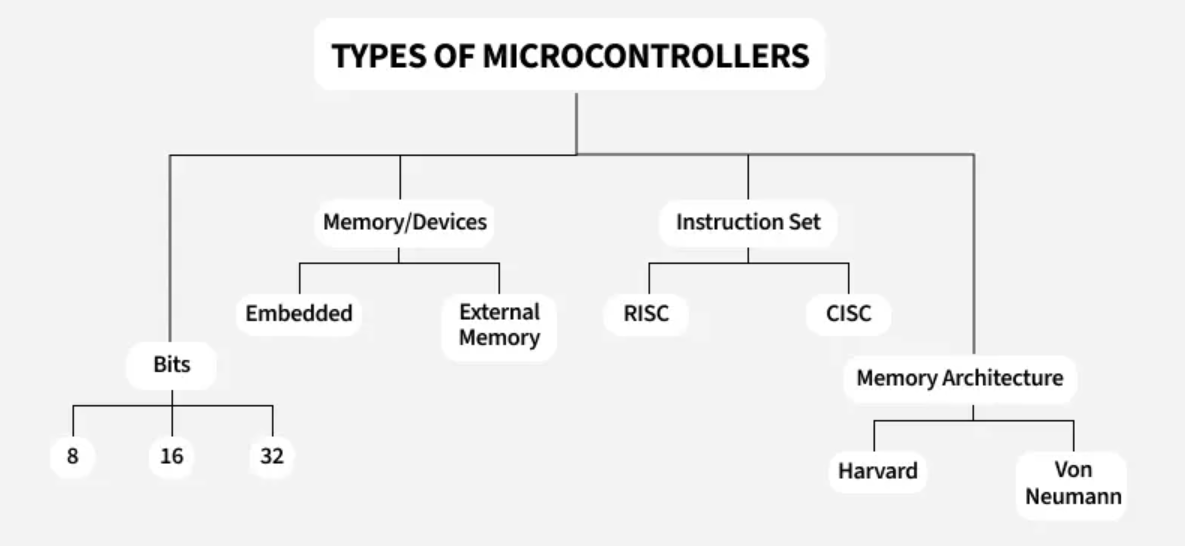 TYPES OF MICROCONTROLLERS
Memory/Devices
Instruction Set
Embedded
External
Memory
RISC
CISC
Bits
Memory Architecture
8
16
32
Harvard
Von
Neumann